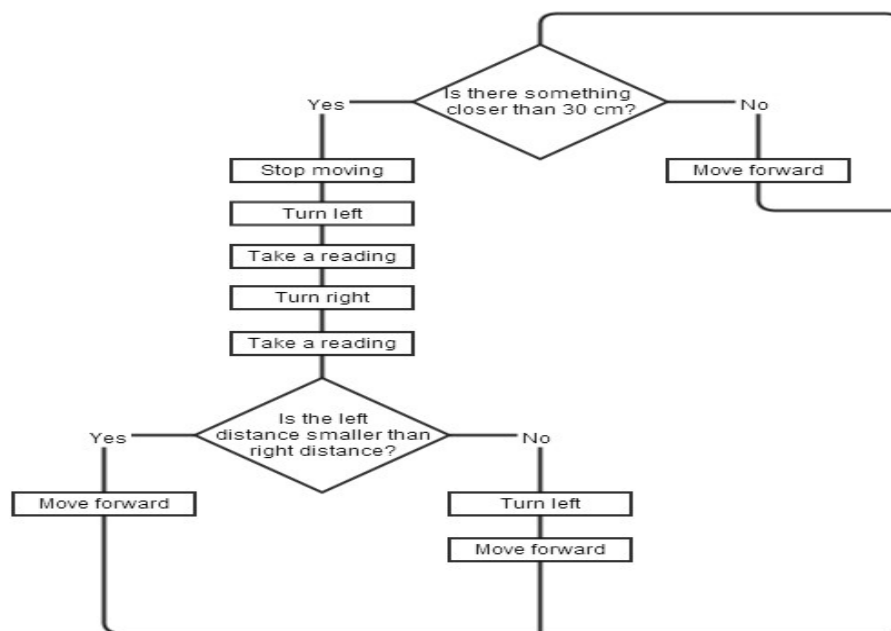 Is there something
closer than 30 cm?
Yes
No
Stop moving
Move forward
Turn left
Take a reading
Turn right
Take a reading
Is the left
distance smaller than
right distance?
Yes
No
Move forward
Turn left
Move forward